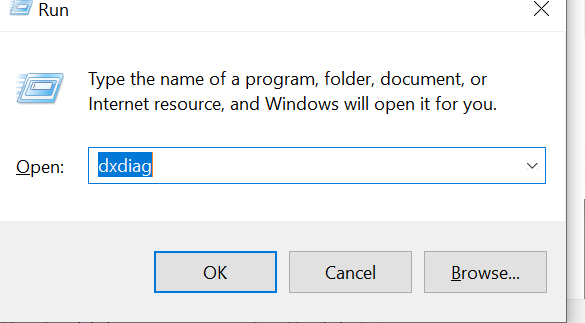 Run
Type the name of a program, folder, document, or
Internet resource, and Windows will open it for you.
Open:
dxdiag
OK
Cancel
Browse...